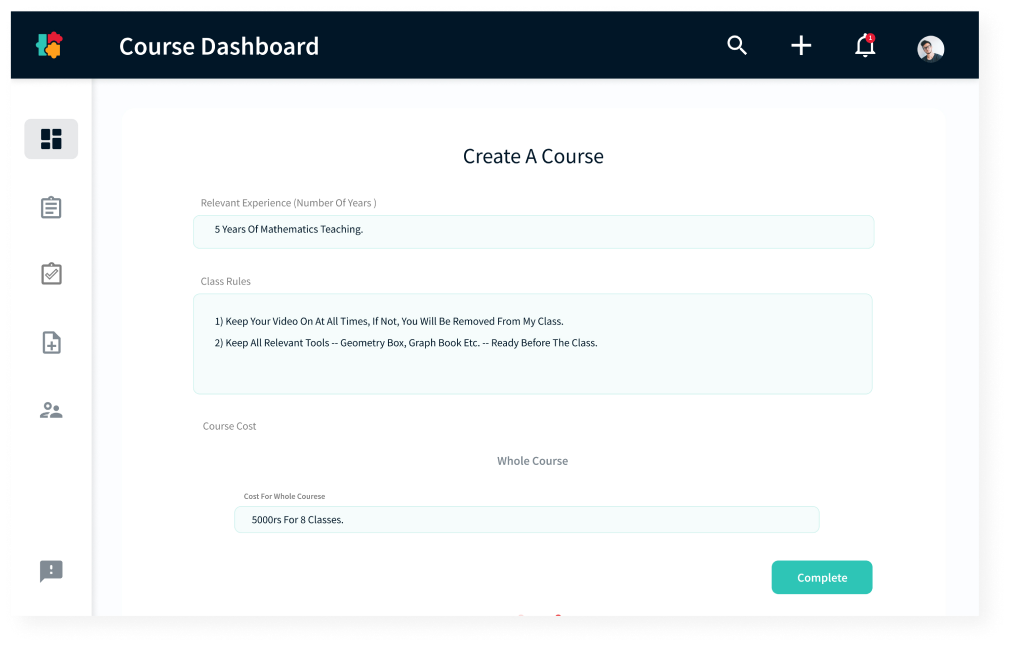 Course Dashboard
1
Create A Course
Relevant Experience (Number Of Years )
5 Years Of Mathematics Teaching.
Class Rules
1) Keep Your Video On At All Times, If Not, You Will Be Removed From My Class.
2) Keep All Relevant Tools -- Geometry Box, Graph Book Etc. -- Ready Before The Class.
Course Cost
Whole Course
Cost For Whole Courese
5000rs For 8 Classes.
Complete